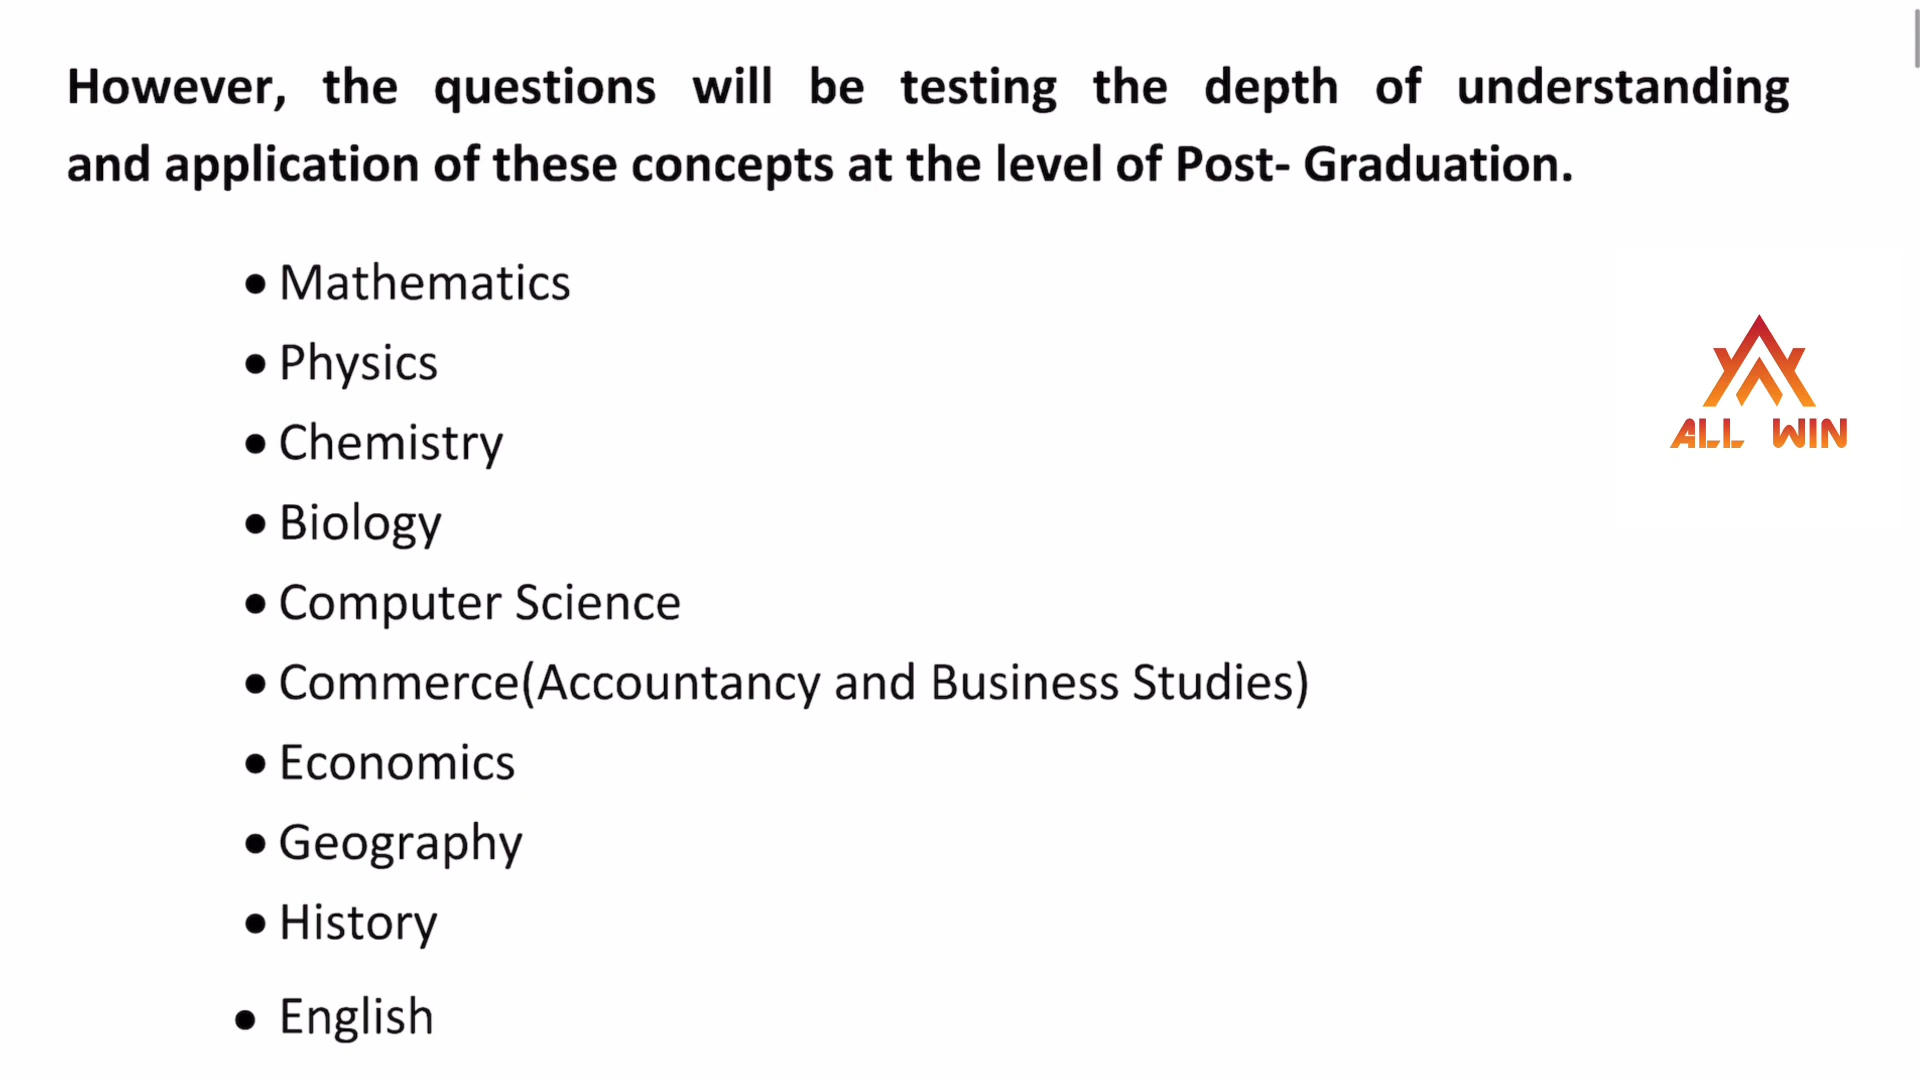 However, the questions will be testing the depth of understanding
and application of these concepts at the level of Post- Graduation.
• Mathematics
• Physics
• Chemistry
• Biology
• Computer Science
• Commerce(Accountancy and Business Studies)
• Economics
• Geography
• History
• English
ALL WIN